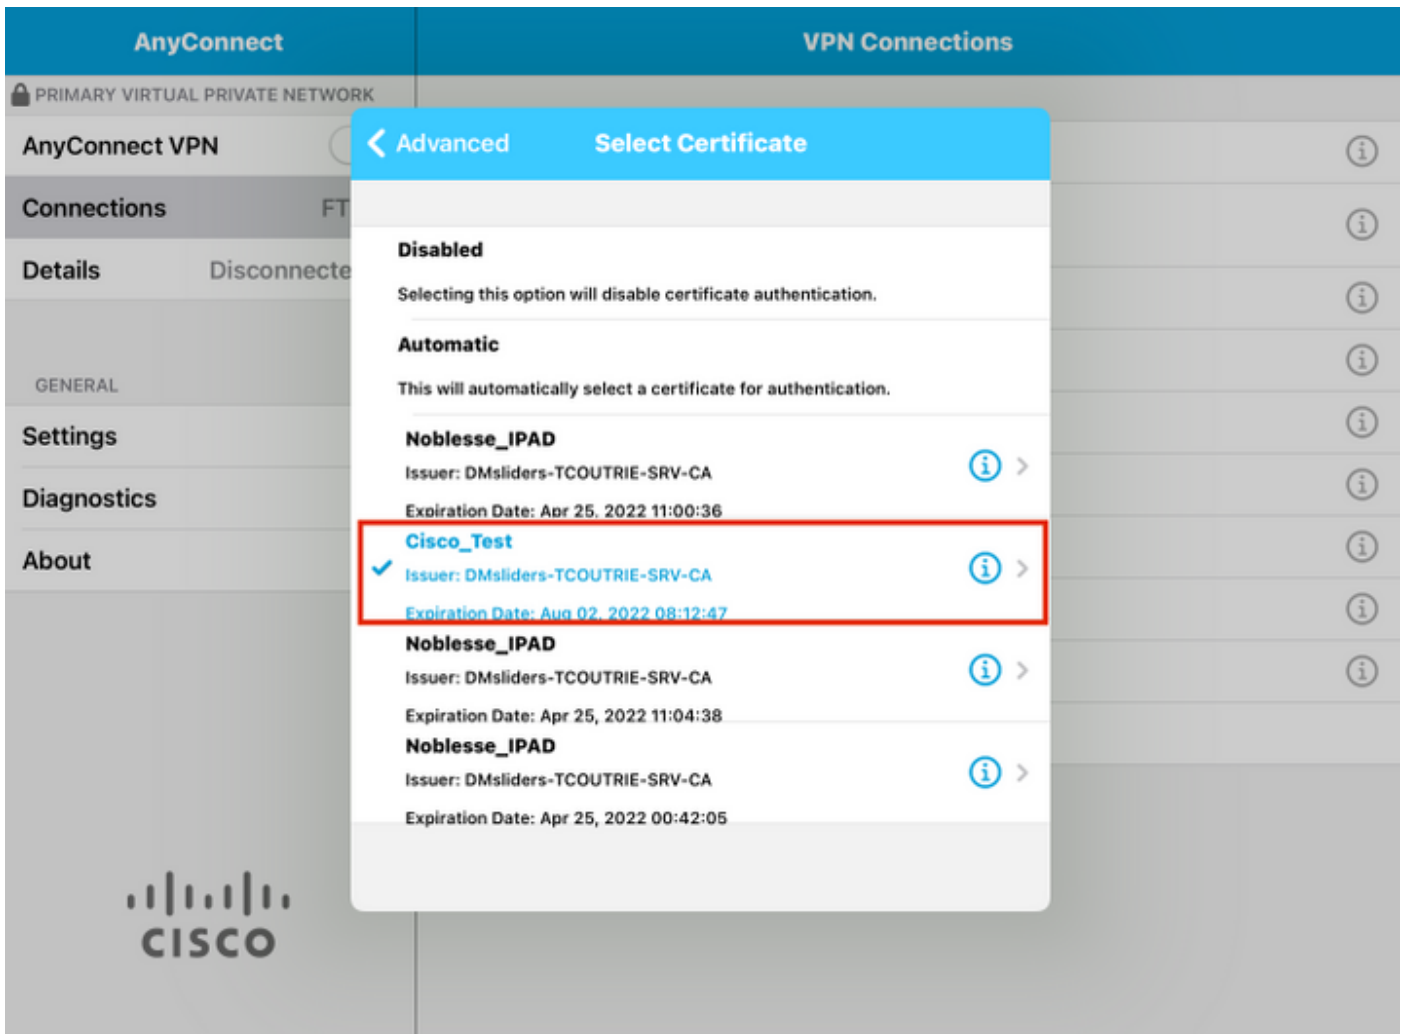 AnyConnect
VPN Connections
PRIMARY VIRTUAL PRIVATE NETWORK
AnyConnect VPN
Connections FT
Details Disconnecte
GENERAL
Settings
Diagnostics
About
CISCO
Advanced Select Certificate
Disabled
Selecting this option will disable certificate authentication.
Automatic
This will automatically select a certificate for authentication.
Noblesse_IPAD
Issuer: DMsliders-TCOUTRIE-SRV-CA
Expiration Date: Apr 25, 2022 11:00:36
Cisco_Test
Issuer: DMsliders-TCOUTRIE-SRV-CA
Expiration Date: Aug 02, 2022 08:12:47
Noblesse_IPAD
Issuer: DMsliders-TCOUTRIE-SRV-CA
Expiration Date: Apr 25, 2022 11:04:38
Noblesse_IPAD
Issuer: DMsliders-TCOUTRIE-SRV-CA
Expiration Date: Apr 25, 2022 00:42:05